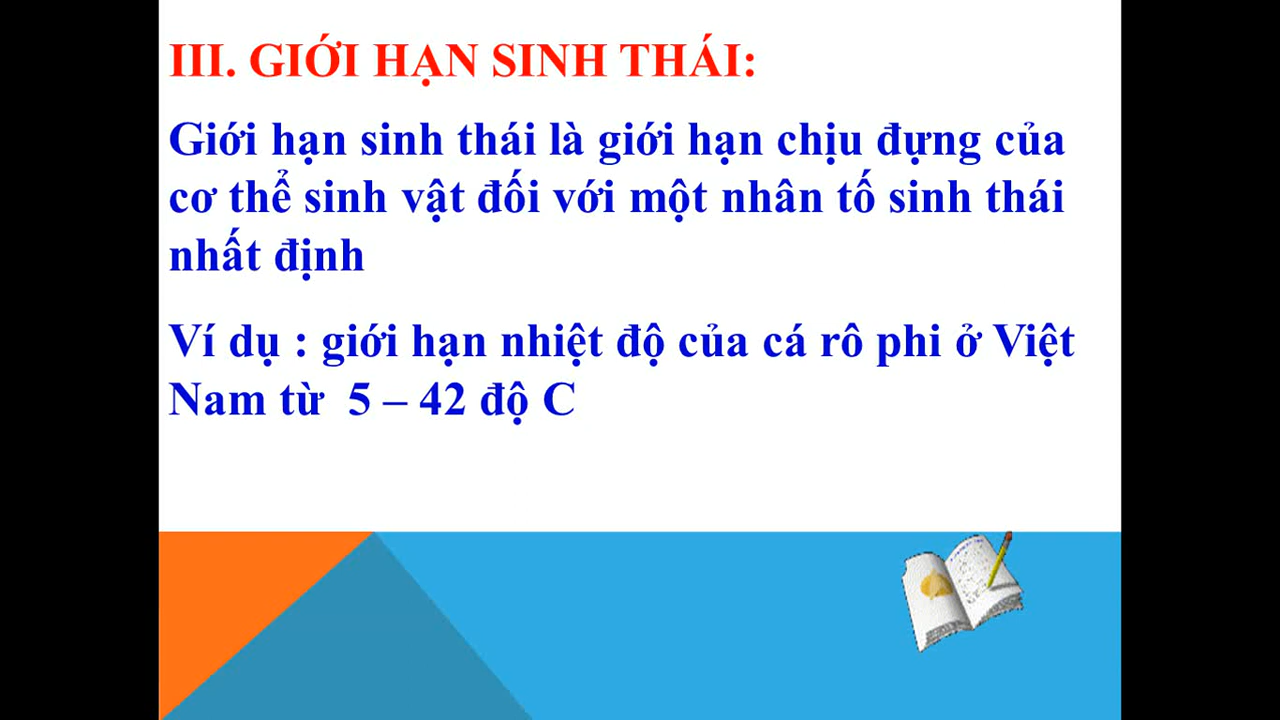 III. GIỚI HẠN SINH THÁI:
Giới hạn sinh thái là giới hạn chịu đựng của
cơ thể sinh vật đối với một nhân tố sinh thái
nhất định
Ví dụ : giới hạn nhiệt độ của cá rô phi ở Việt
Nam từ  5 – 42 độ C